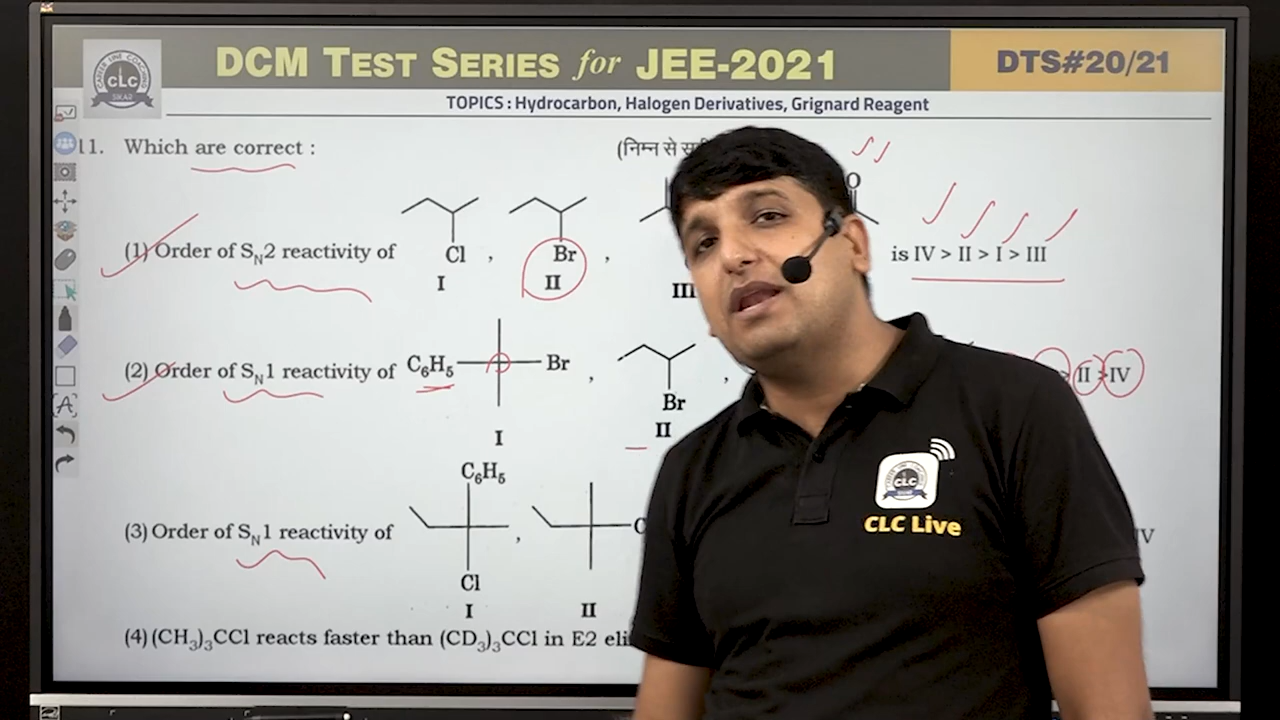 DCM TEST SERIES for JEE-2021
DTS#20/21
CLC
SIKAR
TOPICS : Hydrocarbon, Halogen Derivatives, Grignard Reagent
11. Which are correct :
(निम्न से
O
(1) Order of SN2 reactivity of
Cl , Br ,
is IV > II > I > III
I II III
(2) Order of SN1 reactivity of C6H5 Br , Br ,
II > IV
I II
C6H5
(3) Order of SN1 reactivity of , IV
Cl
I II
(4) (CH3)3CCl reacts faster than (CD3)3CCl in E2
CLC
CLC Live